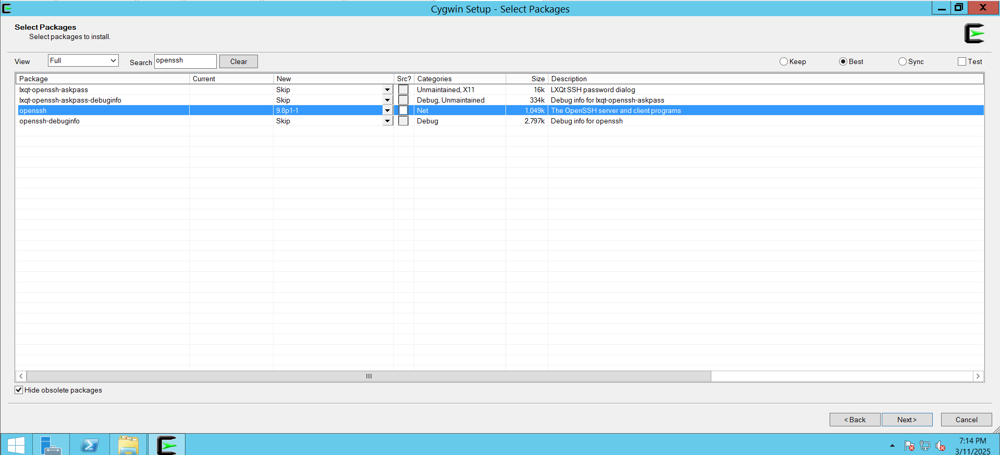 Cygwin Setup - Select Packages
Select Packages
Select packages to install.
View Full Search openssh Clear Keep Best Sync Test
Package Current New Src? Categories Size Description
lxqt-openssh-askpass Skip Unmaintained, X11 16k LXQt SSH password dialog
lxqt-openssh-askpass-debuginfo Skip Debug, Unmaintained 334k Debug info for lxqt-openssh-askpass
openssh 9.8p1-1 Net 1,049k The OpenSSH server and client programs
openssh-debuginfo Skip Debug 2,797k Debug info for openssh
Hide obsolete packages
< Back Next > Cancel
7:14 PM
3/11/2025